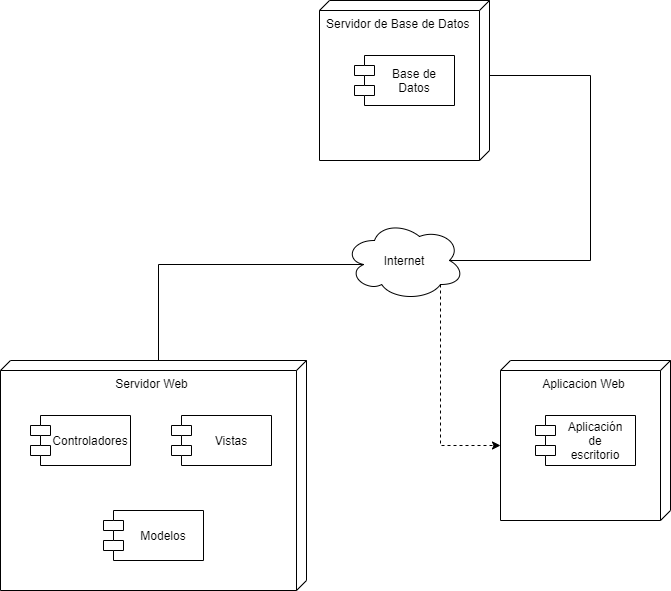 Servidor de Base de Datos
Base de
Datos
Internet
Servidor Web
Controladores
Vistas
Modelos
Aplicacion Web
Aplicación
de
escritorio